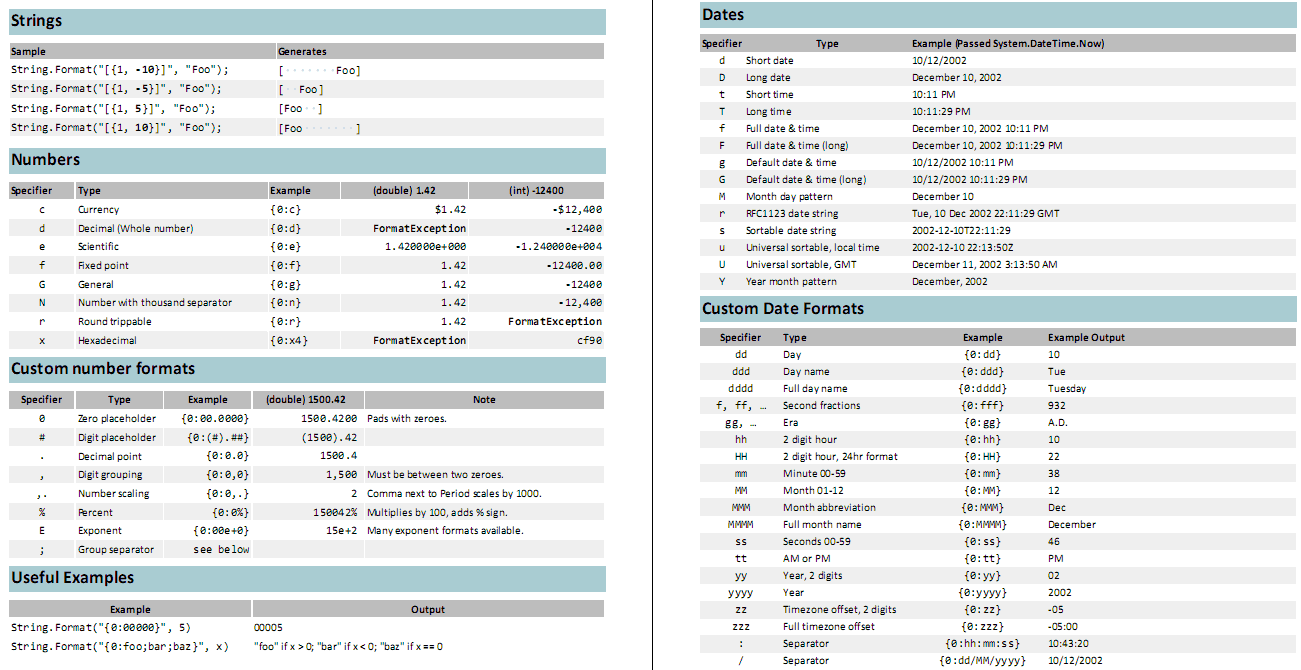 Strings
Sample Generates
String.Format("[{1, -10}]", "Foo"); [·······Foo]
String.Format("[{1, -5}]", "Foo"); [··Foo]
String.Format("[{1, 5}]", "Foo"); [Foo··]
String.Format("[{1, 10}]", "Foo"); [Foo·······]
Numbers
Specifier Type Example (double) 1.42 (int) -12400
c Currency {0:c} $1.42 -$12,400
d Decimal (Whole number) {0:d} FormatException -12400
e Scientific {0:e} 1.420000e+000 -1.240000e+004
f Fixed point {0:f} 1.42 -12400.00
G General {0:g} 1.42 -12400
N Number with thousand separator {0:n} 1.42 -12,400
r Round trippable {0:r} 1.42 FormatException
x Hexadecimal {0:x4} FormatException cf90
Custom number formats
Specifier Type Example (double) 1500.42 Note
0 Zero placeholder {0:00.0000} 1500.4200 Pads with zeroes.
# Digit placeholder {0:(#).##} (1500).42
. Decimal point {0:0.0} 1500.4
, Digit grouping {0:0,0} 1,500 Must be between two zeroes.
,. Number scaling {0:0,.} 2 Comma next to Period scales by 1000.
% Percent {0:0%} 150042% Multiplies by 100, adds % sign.
E Exponent {0:00e+0} 15e+2 Many exponent formats available.
; Group separator see below
Useful Examples
Example Output
String.Format("{0:00000}", 5) 00005
String.Format("{0:foo;bar;baz}", x) "foo" if x > 0; "bar" if x < 0; "baz" if x == 0
Dates
Specifier Type Example (Passed System.DateTime.Now)
d Short date 10/12/2002
D Long date December 10, 2002
t Short time 10:11 PM
T Long time 10:11:29 PM
f Full date & time December 10, 2002 10:11 PM
F Full date & time (long) December 10, 2002 10:11:29 PM
g Default date & time 10/12/2002 10:11 PM
G Default date & time (long) 10/12/2002 10:11:29 PM
M Month day pattern December 10
r RFC1123 date string Tue, 10 Dec 2002 22:11:29 GMT
s Sortable date string 2002-12-10T22:11:29
u Universal sortable, local time 2002-12-10 22:13:50Z
U Universal sortable, GMT December 11, 2002 3:13:50 AM
Y Year month pattern December, 2002
Custom Date Formats
Specifier Type Example Example Output
dd Day {0:dd} 10
ddd Day name {0:ddd} Tue
dddd Full day name {0:dddd} Tuesday
f, ff, … Second fractions {0:fff} 932
gg, … Era {0:gg} A.D.
hh 2 digit hour {0:hh} 10
HH 2 digit hour, 24hr format {0:HH} 22
mm Minute 00-59 {0:mm} 38
MM Month 01-12 {0:MM} 12
MMM Month abbreviation {0:MMM} Dec
MMMM Full month name {0:MMMM} December
ss Seconds 00-59 {0:ss} 46
tt AM or PM {0:tt} PM
yy Year, 2 digits {0:yy} 02
yyyy Year {0:yyyy} 2002
zz Timezone offset, 2 digits {0:zz} -05
zzz Full timezone offset {0:zzz} -05:00
: Separator {0:hh:mm:ss} 10:43:20
/ Separator {0:dd/MM/yyyy} 10/12/2002